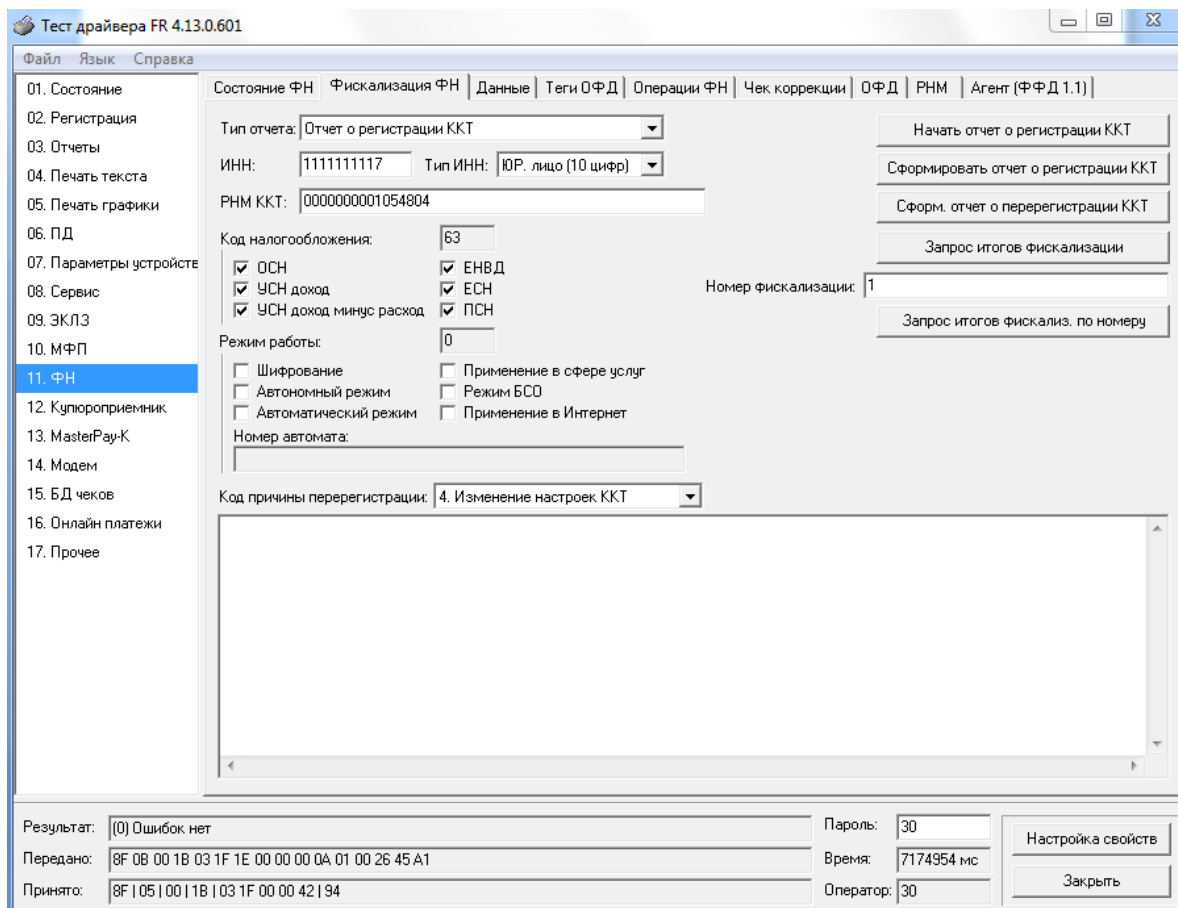 Тест драйвера FR 4.13.0.601
Файл Язык Справка
01. Состояние
02. Регистрация
03. Отчеты
04. Печать текста
05. Печать графики
06. ПД
07. Параметры устройств
08. Сервис
09. ЭКЛЗ
10. МФП
11. ФН
12. Купюроприемник
13. MasterPay-K
14. Модем
15. БД чеков
16. Онлайн платежи
17. Прочее
Состояние ФН Фискализация ФН Данные Теги ОФД Операции ФН Чек коррекции ОФД РНМ Агент (ФФД 1.1)
Тип отчета: Отчет о регистрации ККТ
Начать отчет о регистрации ККТ
ИНН: 1111111117 Тип ИНН: ЮР. лицо (10 цифр)
Сформировать отчет о регистрации ККТ
РНМ ККТ: 0000000001054804
Сформ. отчет о перерегистрации ККТ
Код налогообложения: 63
Запрос итогов фискализации
ОСН ЕНВД
УСН доход ЕСН
Номер фискализации: 1
УСН доход минус расход ПСН
Запрос итогов фискализ. по номеру
Режим работы: 0
Шифрование Применение в сфере услуг
Автономный режим Режим БСО
Автоматический режим Применение в Интернет
Номер автомата:
Код причины перерегистрации: 4. Изменение настроек ККТ
Результат: (0) Ошибок нет
Пароль: 30
Настройка свойств
Передано: 8F 0B 00 1B 03 1F 1E 00 00 00 0A 01 00 26 45 A1
Время: 7174954 мс
Принято: 8F | 05 | 00 | 1B | 03 1F 00 00 42 | 94
Оператор: 30
Закрыть